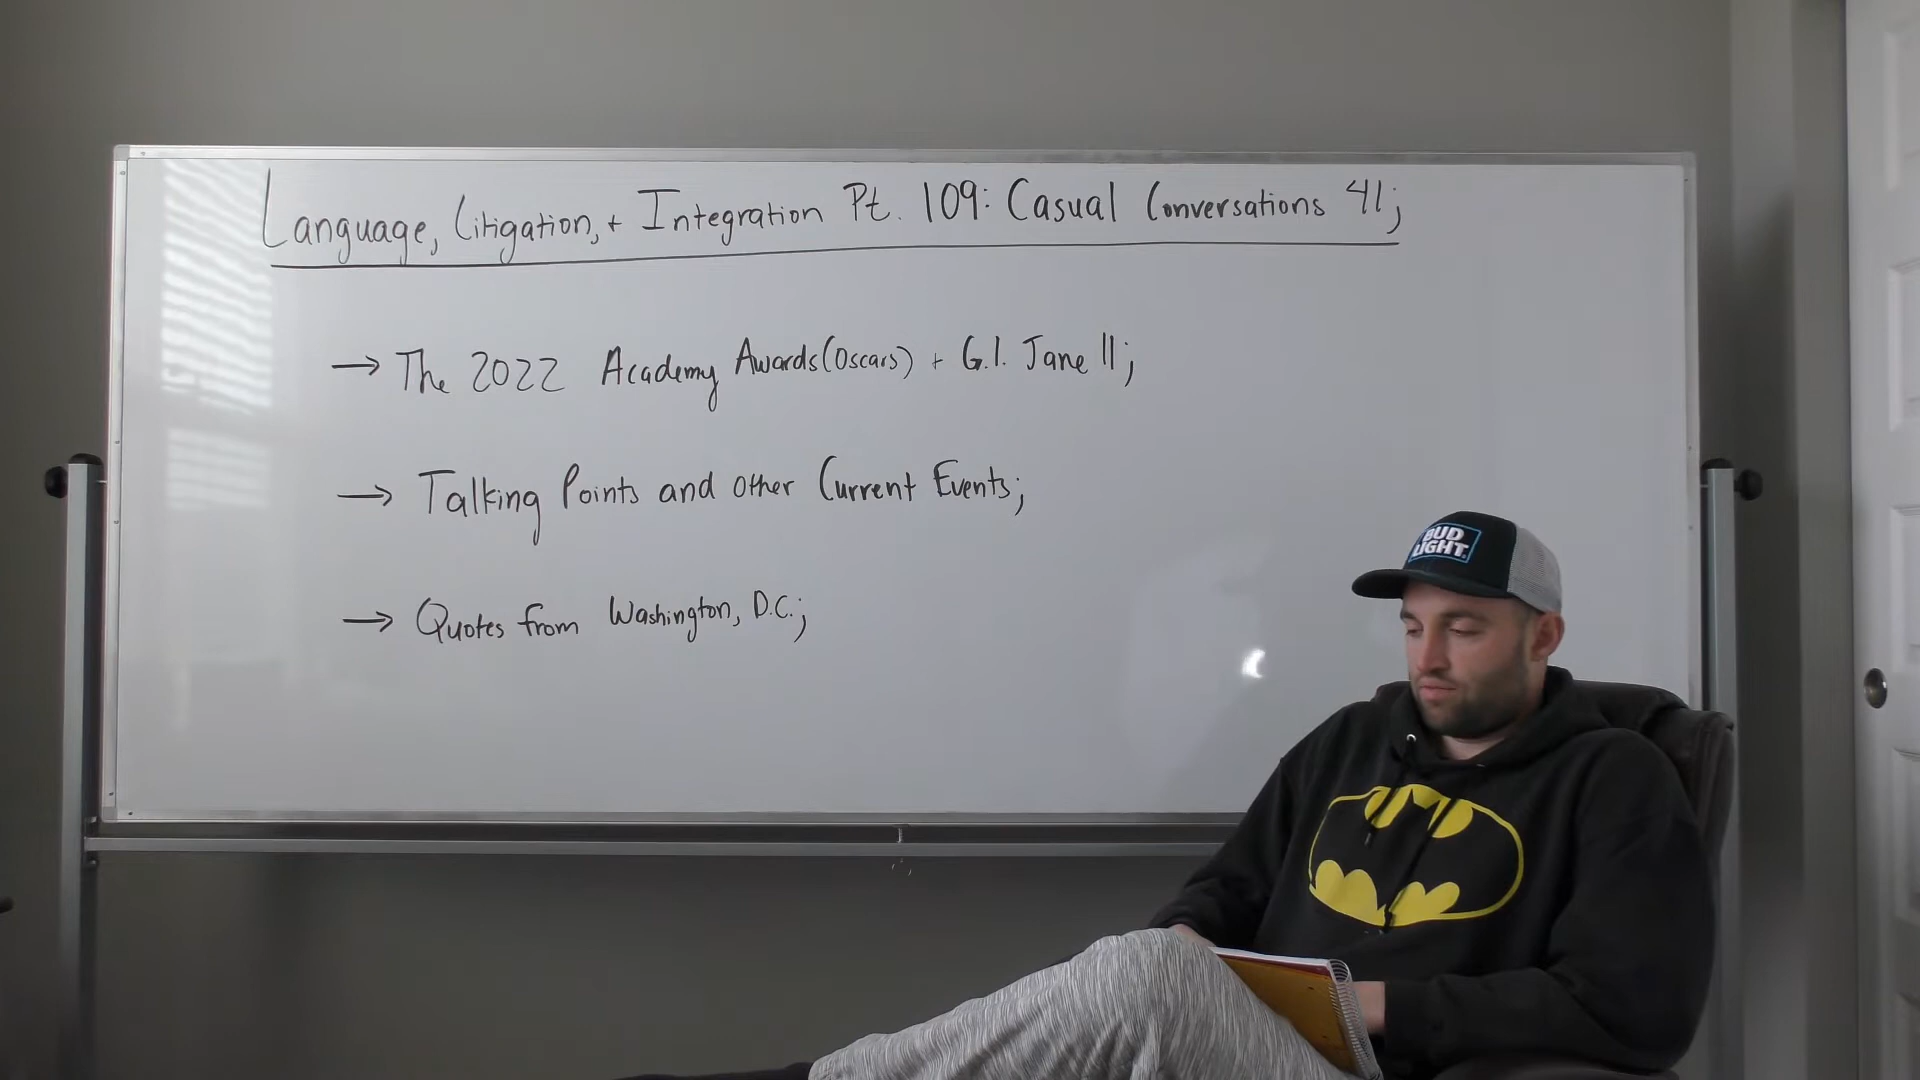 Language, Litigation, + Integration Pt. 109: Casual Conversations 41;
→ The 2022 Academy Awards (Oscars) + G.I. Jane II;
→ Talking Points and other Current Events;
→ Quotes from Washington, D.C.;
BUD
LIGHT.